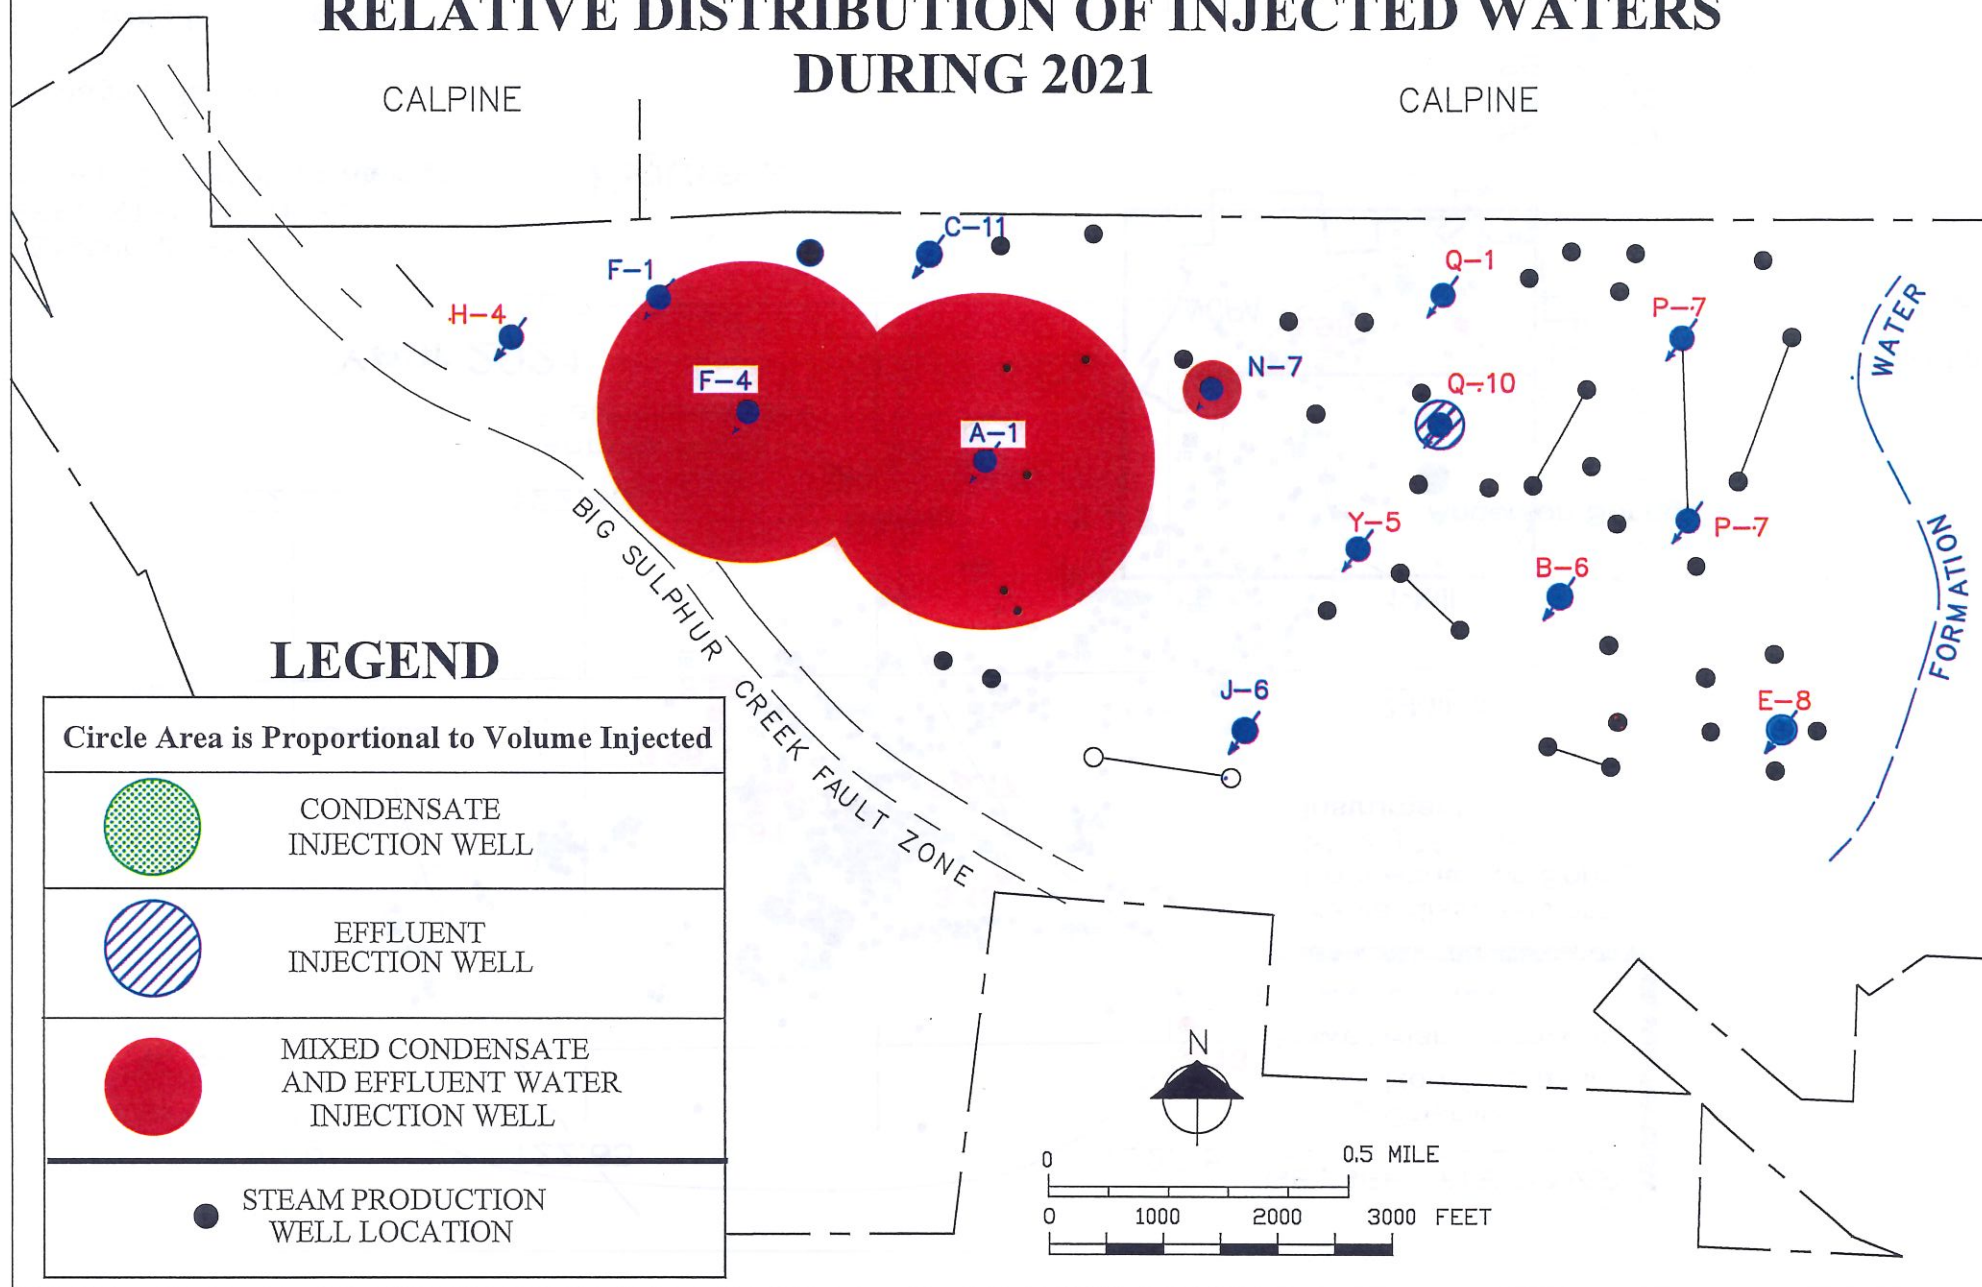 RELATIVE DISTRIBUTION OF INJECTED WATERS
DURING 2021
CALPINE
CALPINE
C-11
F-1
Q-1
H-4
P-7
WATER
F-4
N-7
Q-10
A-1
BIG SULPHUR CREEK FAULT ZONE
Y-5
P-7
B-6
FORMATION
J-6
E-8
LEGEND
Circle Area is Proportional to Volume Injected
CONDENSATE
INJECTION WELL
EFFLUENT
INJECTION WELL
MIXED CONDENSATE
AND EFFLUENT WATER
INJECTION WELL
STEAM PRODUCTION
WELL LOCATION
N
0 0.5 MILE
0 1000 2000 3000 FEET